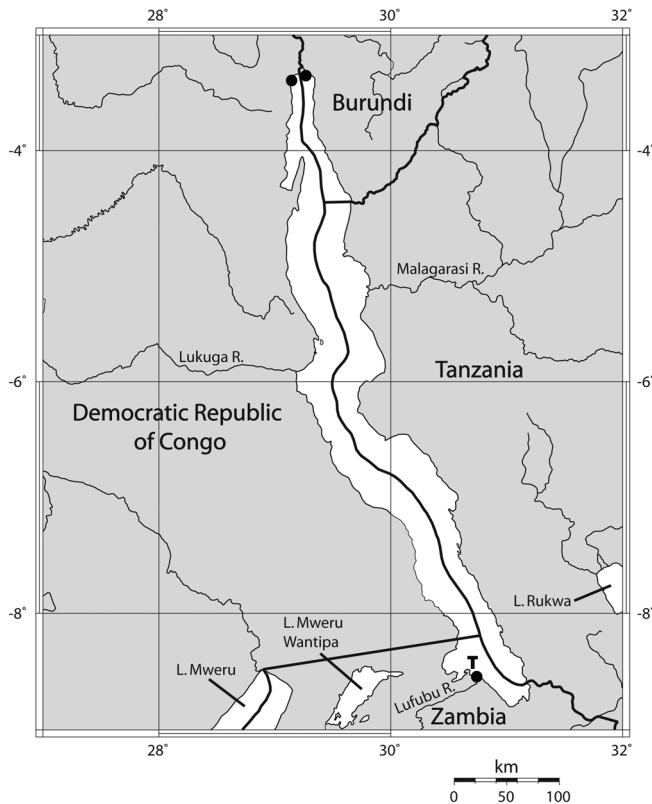 28° 30° 32°
Burundi
-4° -4°
Malagarasi R.
Lukuga R.
Tanzania
-6° -6°
Democratic Republic
of Congo
L. Rukwa
-8° -8°
L. Mweru
Wantipa
L. Mweru
T
Lufubu R.
Zambia
28° 30° 32°
km
0 50 100